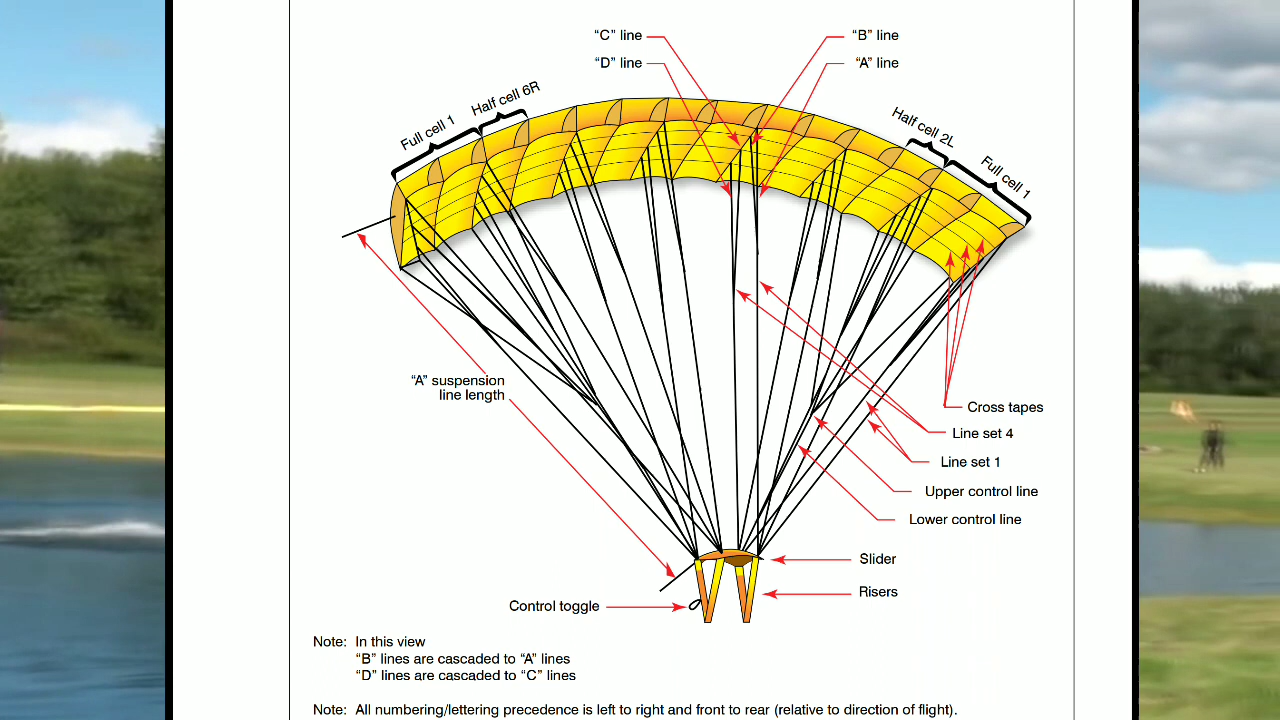 “C” line
“B” line
“D” line
“A” line
Half cell 6R
Full cell 1
Half cell 2L
Full cell 1
“A” suspension
line length
Cross tapes
Line set 4
Line set 1
Upper control line
Lower control line
Slider
Risers
Control toggle
Note: In this view
“B” lines are cascaded to “A” lines
“D” lines are cascaded to “C” lines
Note: All numbering/lettering precedence is left to right and front to rear (relative to direction of flight).